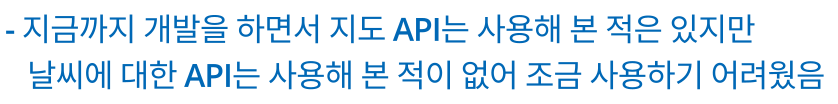 - 지금까지 개발을 하면서 지도 API는 사용해 본 적은 있지만
날씨에 대한 API는 사용해 본 적이 없어 조금 사용하기 어려웠음